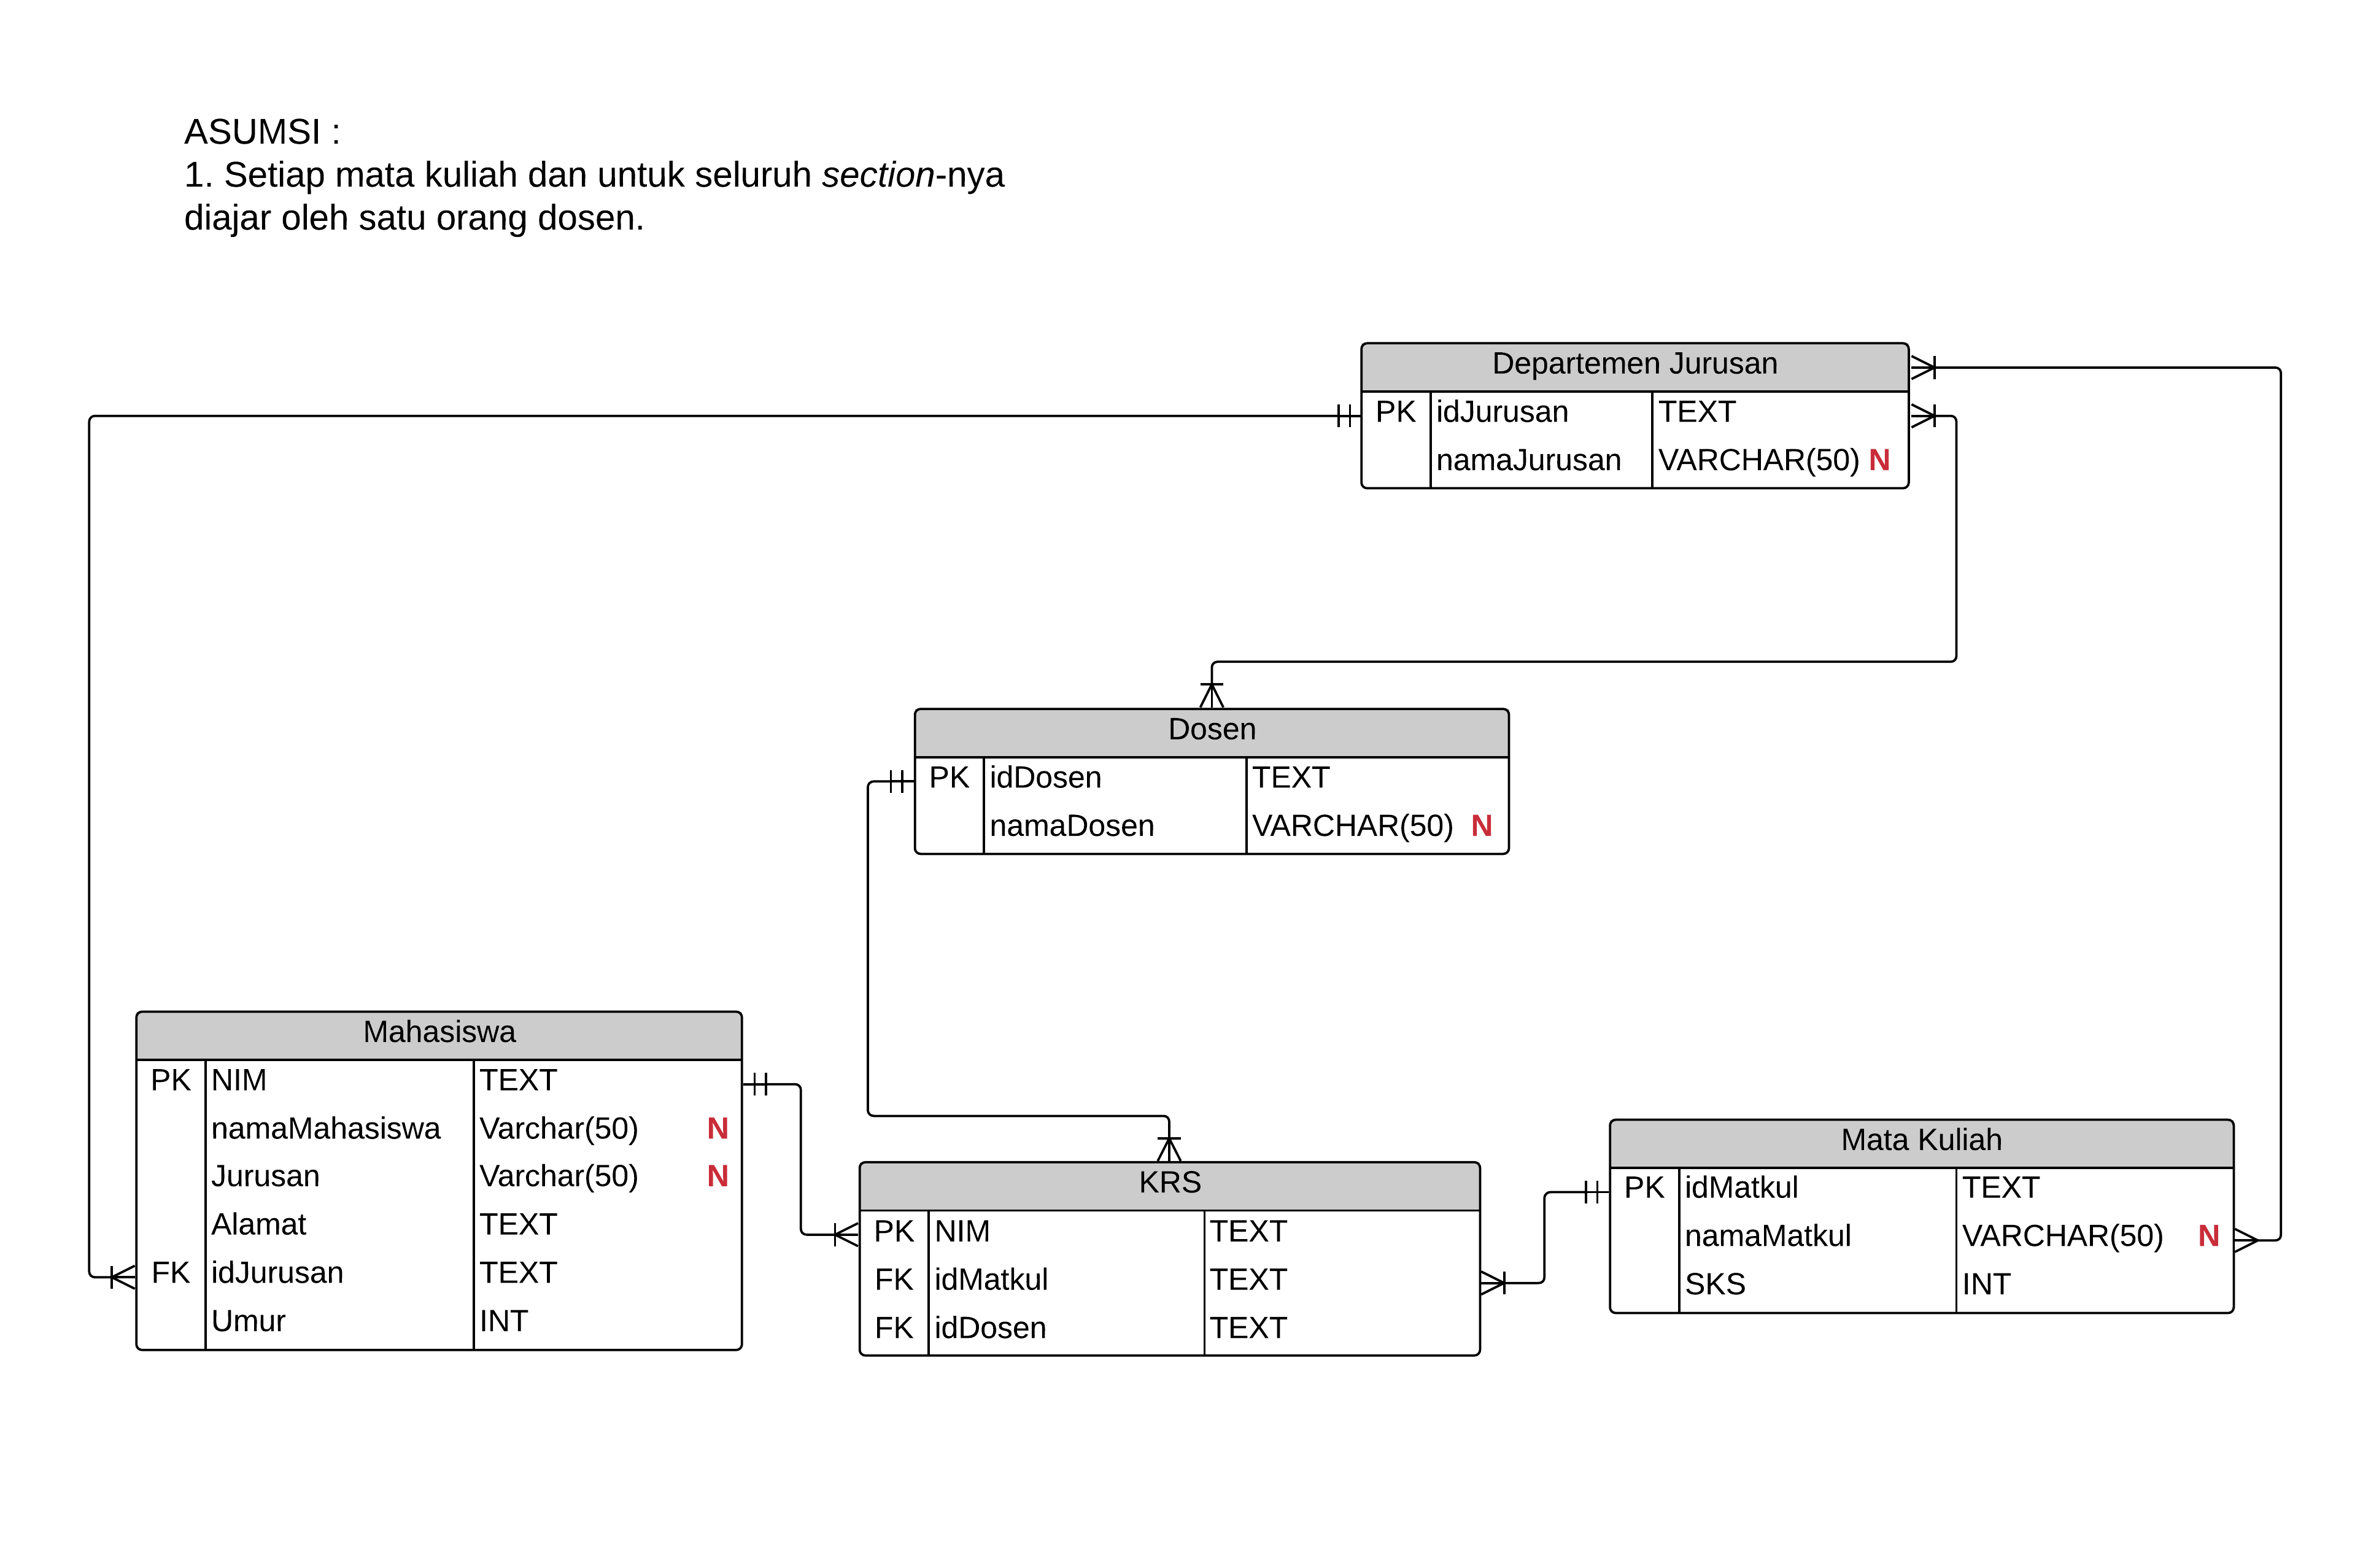 ASUMSI :
1. Setiap mata kuliah dan untuk seluruh section-nya
diajar oleh satu orang dosen.
Departemen Jurusan
PK idJurusan TEXT
namaJurusan VARCHAR(50) N
Dosen
PK idDosen TEXT
namaDosen VARCHAR(50) N
Mahasiswa
PK NIM TEXT
namaMahasiswa Varchar(50) N
Jurusan Varchar(50) N
Alamat TEXT
FK idJurusan TEXT
Umur INT
KRS
PK NIM TEXT
FK idMatkul TEXT
FK idDosen TEXT
Mata Kuliah
PK idMatkul TEXT
namaMatkul VARCHAR(50) N
SKS INT